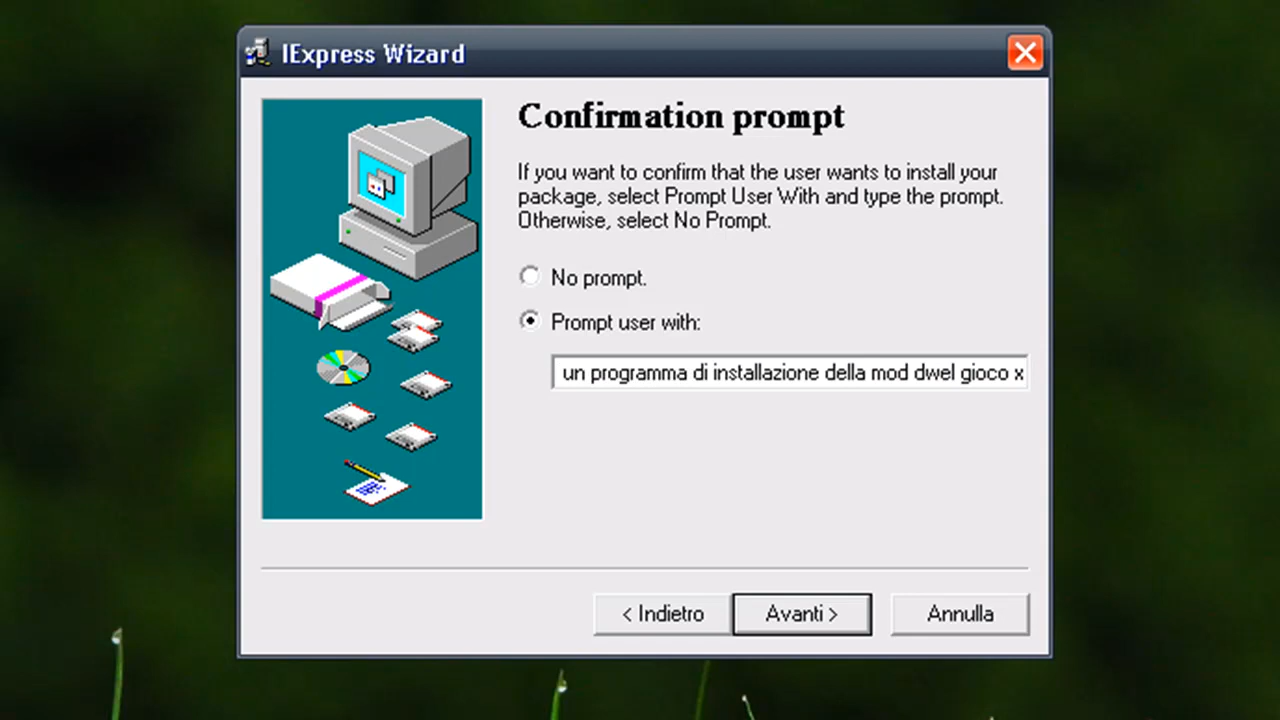 IExpress Wizard
Confirmation prompt
If you want to confirm that the user wants to install your
package, select Prompt User With and type the prompt.
Otherwise, select No Prompt.
No prompt.
Prompt user with:
un programma di installazione della mod dwel gioco x
< Indietro
Avanti >
Annulla